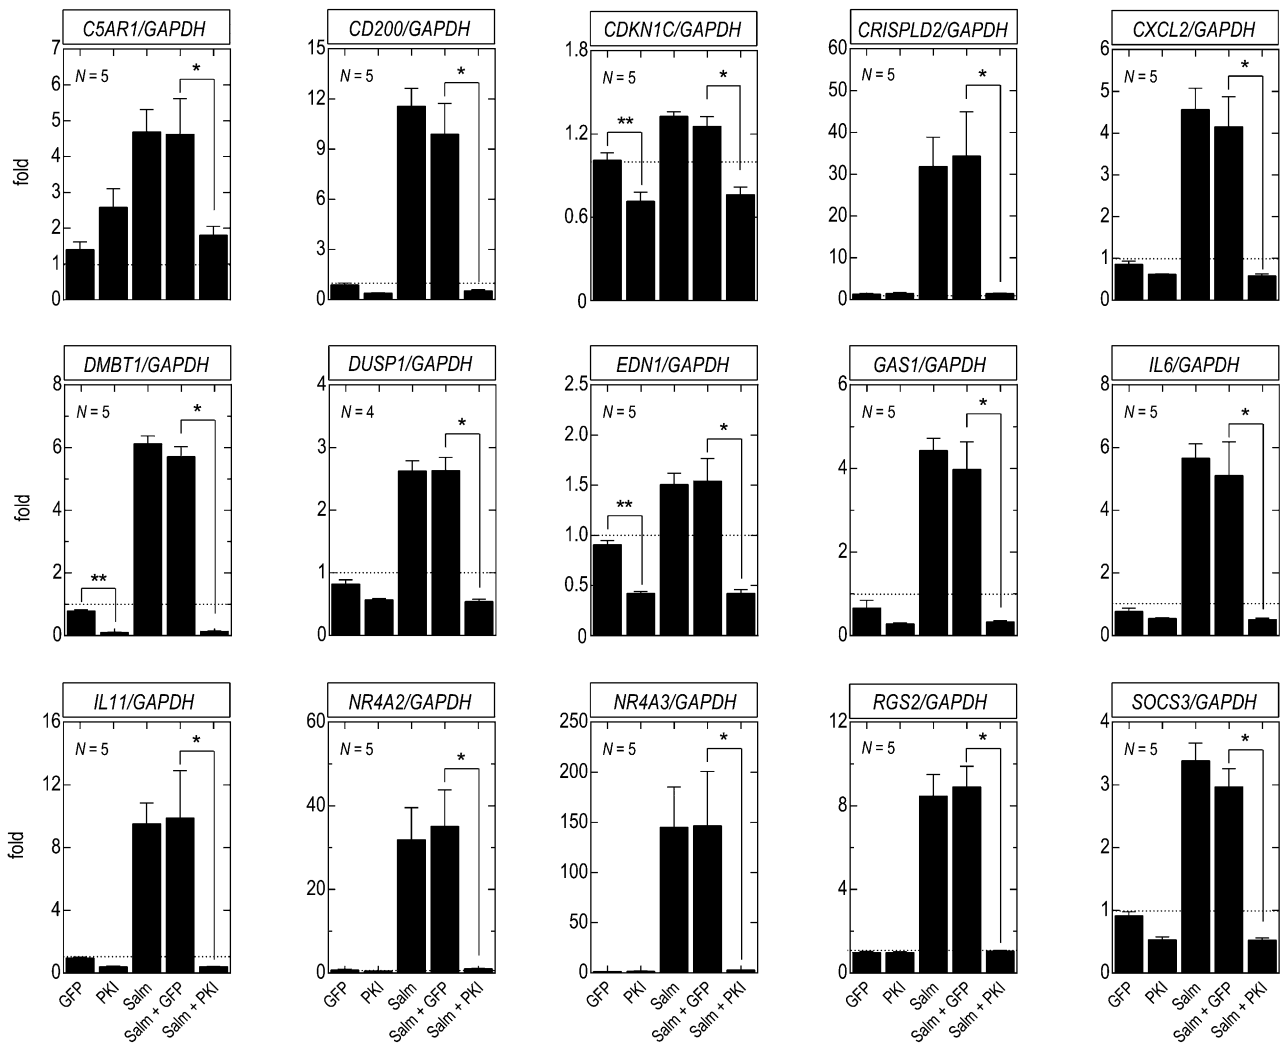 C5AR1/GAPDH
CD200/GAPDH
CDKN1C/GAPDH
CRISPLD2/GAPDH
CXCL2/GAPDH
fold
7
6
5
4
3
2
1
0
N = 5
*
15
12
9
6
3
0
N = 5
*
1.8
1.2
0.6
0
N = 5
**
*
60
50
40
30
20
10
0
N = 5
*
6
5
4
3
2
1
0
N = 5
*
DMBT1/GAPDH
DUSP1/GAPDH
EDN1/GAPDH
GAS1/GAPDH
IL6/GAPDH
fold
8
6
4
2
1
0
N = 5
**
*
4
3
2
1
0
N = 4
*
2.5
2.0
1.5
1.0
0.5
0
N = 5
**
*
6
4
2
1
0
N = 5
*
8
6
4
2
1
0
N = 5
*
IL11/GAPDH
NR4A2/GAPDH
NR4A3/GAPDH
RGS2/GAPDH
SOCS3/GAPDH
fold
16
12
8
4
1
0
N = 5
*
60
40
20
0
N = 5
*
250
200
150
100
50
0
N = 5
*
12
8
4
1
0
N = 5
*
4
3
2
1
0
N = 5
*
GFP
PKI
Salm
Salm + GFP
Salm + PKI
GFP
PKI
Salm
Salm + GFP
Salm + PKI
GFP
PKI
Salm
Salm + GFP
Salm + PKI
GFP
PKI
Salm
Salm + GFP
Salm + PKI
GFP
PKI
Salm
Salm + GFP
Salm + PKI